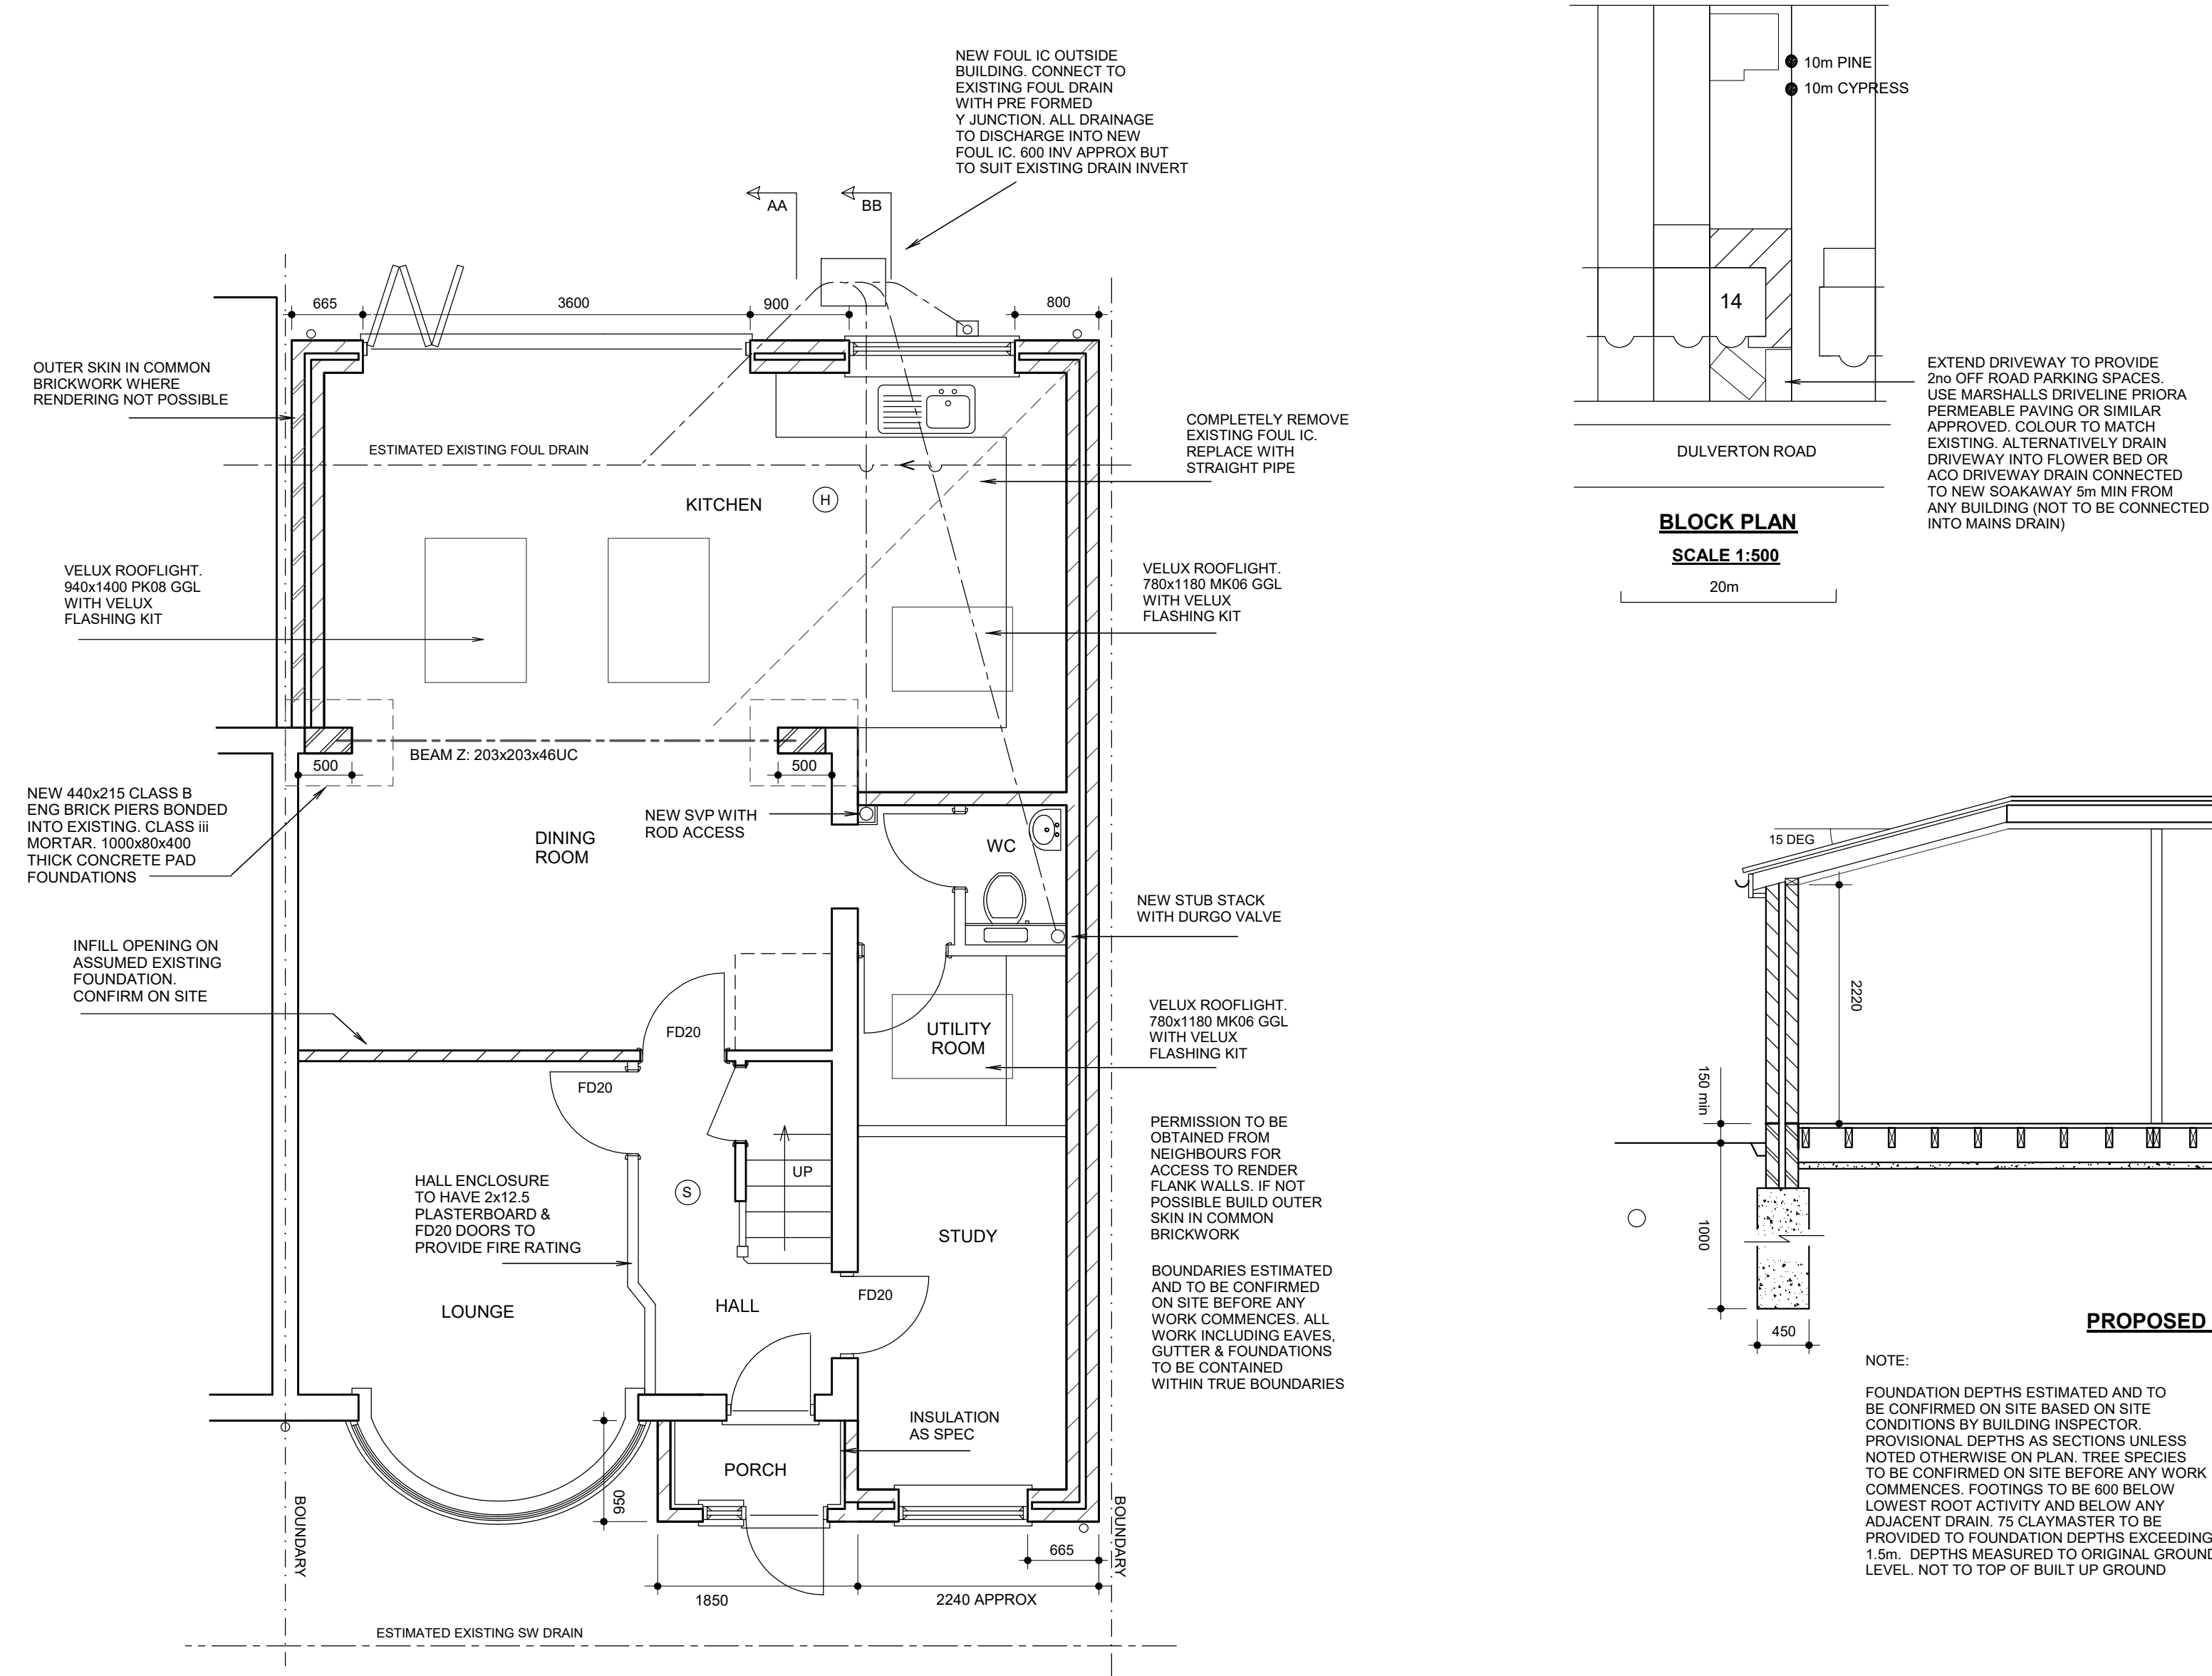 NEW FOUL IC OUTSIDE
BUILDING. CONNECT TO
EXISTING FOUL DRAIN
WITH PRE FORMED
Y JUNCTION. ALL DRAINAGE
TO DISCHARGE INTO NEW
FOUL IC. 600 INV APPROX BUT
TO SUIT EXISTING DRAIN INVERT
AA
BB
665
3600
900
800
OUTER SKIN IN COMMON
BRICKWORK WHERE
RENDERING NOT POSSIBLE
ESTIMATED EXISTING FOUL DRAIN
COMPLETELY REMOVE
EXISTING FOUL IC.
REPLACE WITH
STRAIGHT PIPE
KITCHEN
H
VELUX ROOFLIGHT.
940x1400 PK08 GGL
WITH VELUX
FLASHING KIT
VELUX ROOFLIGHT.
780x1180 MK06 GGL
WITH VELUX
FLASHING KIT
BEAM Z: 203x203x46UC
500
500
NEW 440x215 CLASS B
ENG BRICK PIERS BONDED
INTO EXISTING. CLASS iii
MORTAR. 1000x80x400
THICK CONCRETE PAD
FOUNDATIONS
NEW SVP WITH
ROD ACCESS
DINING
ROOM
WC
NEW STUB STACK
WITH DURGO VALVE
INFILL OPENING ON
ASSUMED EXISTING
FOUNDATION.
CONFIRM ON SITE
FD20
UTILITY
ROOM
VELUX ROOFLIGHT.
780x1180 MK06 GGL
WITH VELUX
FLASHING KIT
FD20
PERMISSION TO BE
OBTAINED FROM
NEIGHBOURS FOR
ACCESS TO RENDER
FLANK WALLS. IF NOT
POSSIBLE BUILD OUTER
SKIN IN COMMON
BRICKWORK
HALL ENCLOSURE
TO HAVE 2x12.5
PLASTERBOARD &
FD20 DOORS TO
PROVIDE FIRE RATING
S
UP
STUDY
BOUNDARIES ESTIMATED
AND TO BE CONFIRMED
ON SITE BEFORE ANY
WORK COMMENCES. ALL
WORK INCLUDING EAVES,
GUTTER & FOUNDATIONS
TO BE CONTAINED
WITHIN TRUE BOUNDARIES
LOUNGE
HALL
FD20
INSULATION
AS SPEC
PORCH
950
BOUNDARY
BOUNDARY
665
1850
2240 APPROX
ESTIMATED EXISTING SW DRAIN
10m PINE
10m CYPRESS
14
EXTEND DRIVEWAY TO PROVIDE
2no OFF ROAD PARKING SPACES.
USE MARSHALLS DRIVELINE PRIORA
PERMEABLE PAVING OR SIMILAR
APPROVED. COLOUR TO MATCH
EXISTING. ALTERNATIVELY DRAIN
DRIVEWAY INTO FLOWER BED OR
ACO DRIVEWAY DRAIN CONNECTED
TO NEW SOAKAWAY 5m MIN FROM
ANY BUILDING (NOT TO BE CONNECTED
INTO MAINS DRAIN)
DULVERTON ROAD
BLOCK PLAN
SCALE 1:500
20m
15 DEG
2220
150 min
1000
450
PROPOSED
NOTE:
FOUNDATION DEPTHS ESTIMATED AND TO
BE CONFIRMED ON SITE BASED ON SITE
CONDITIONS BY BUILDING INSPECTOR.
PROVISIONAL DEPTHS AS SECTIONS UNLESS
NOTED OTHERWISE ON PLAN. TREE SPECIES
TO BE CONFIRMED ON SITE BEFORE ANY WORK
COMMENCES. FOOTINGS TO BE 600 BELOW
LOWEST ROOT ACTIVITY AND BELOW ANY
ADJACENT DRAIN. 75 CLAYMASTER TO BE
PROVIDED TO FOUNDATION DEPTHS EXCEEDING
1.5m. DEPTHS MEASURED TO ORIGINAL GROUND
LEVEL. NOT TO TOP OF BUILT UP GROUND